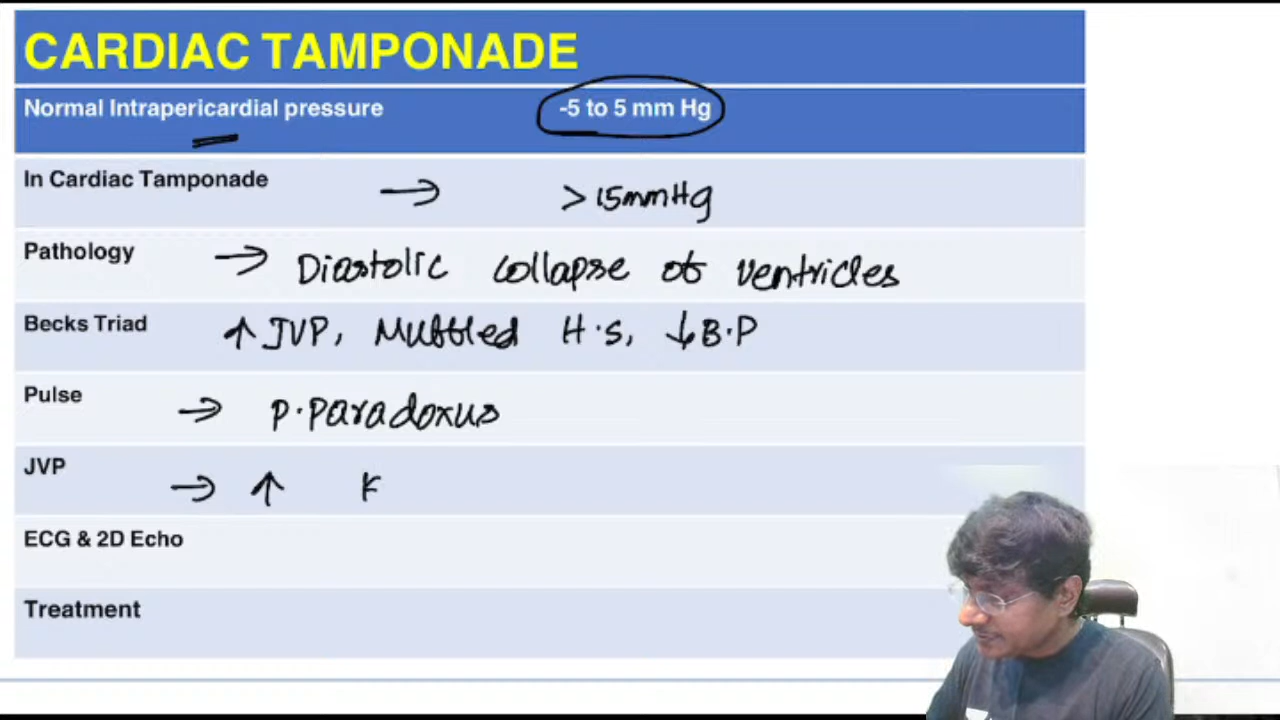 CARDIAC TAMPONADE
Normal Intrapericardial pressure -5 to 5 mm Hg
In Cardiac Tamponade → >15mmHg
Pathology → Diastolic collapse of ventricles
Becks Triad ↑ JVP, Muffled H.S, ↓B.P
Pulse → P.Paradoxus
JVP → ↑ K
ECG & 2D Echo
Treatment